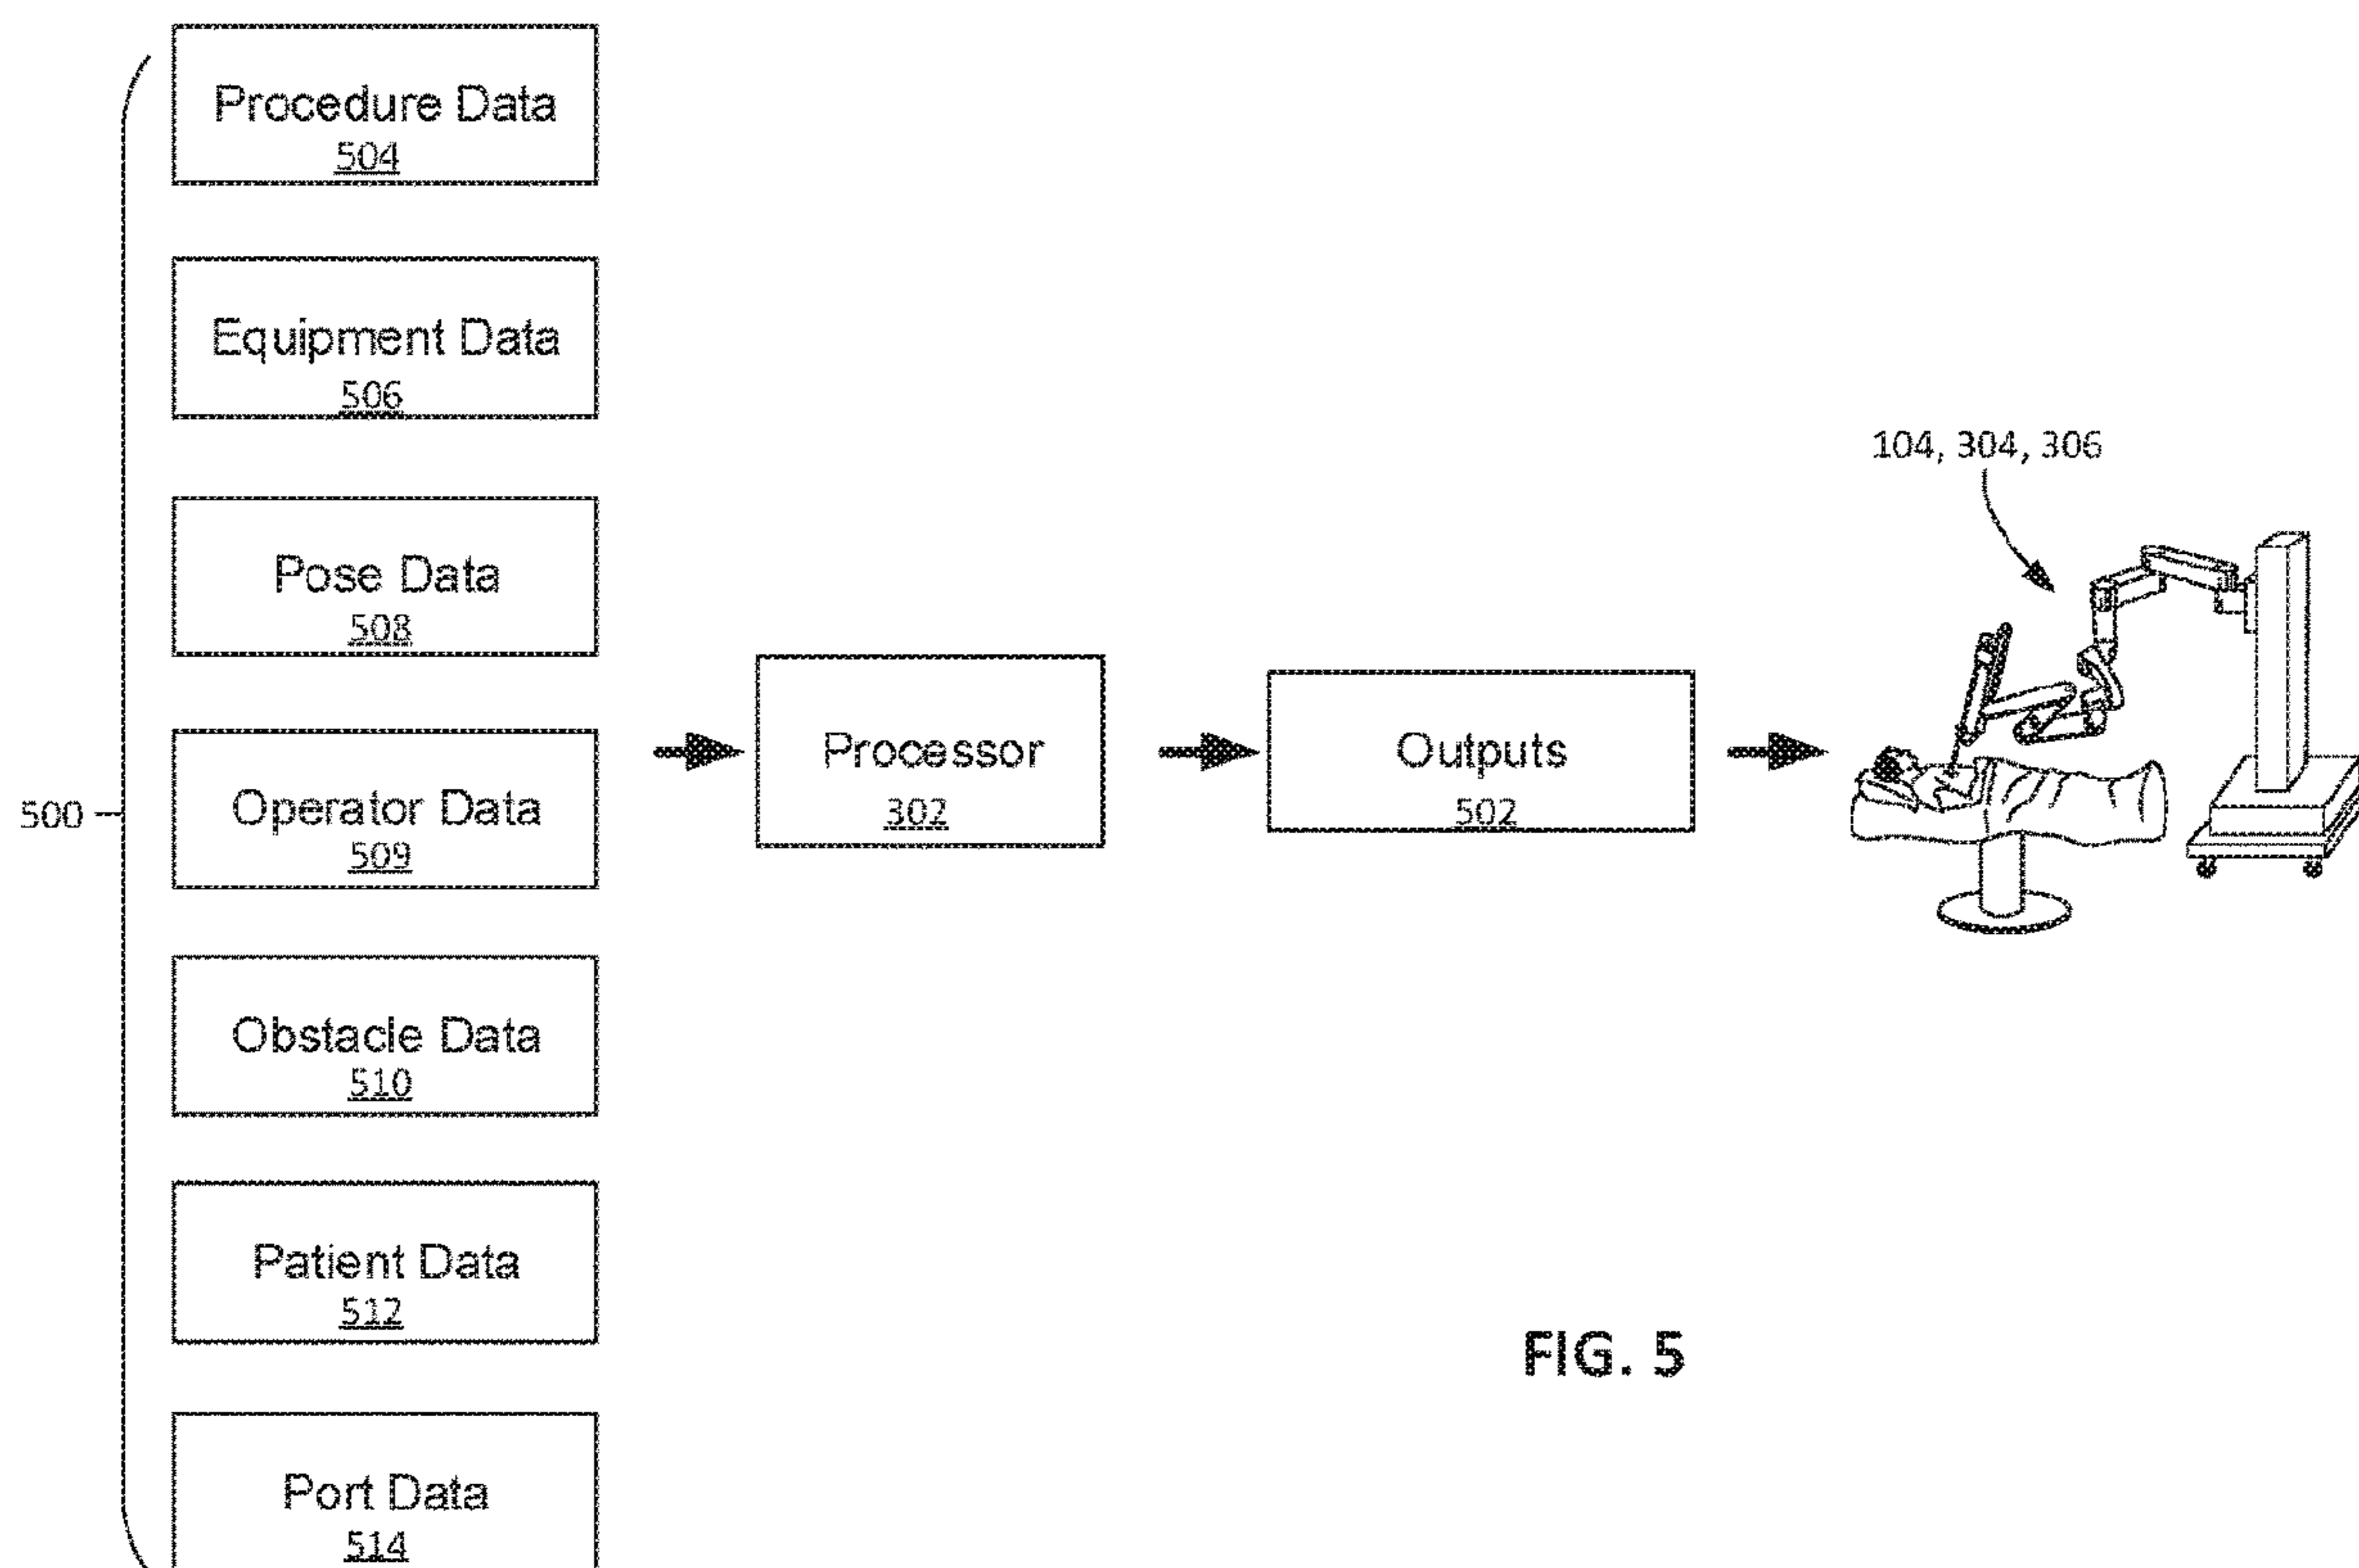 Procedure Data
504
Equipment Data
506
Pose Data
508
Operator Data
509
Obstacle Data
510
Patient Data
512
Port Data
514
500
Processor
302
Outputs
502
104, 304, 306
FIG. 5